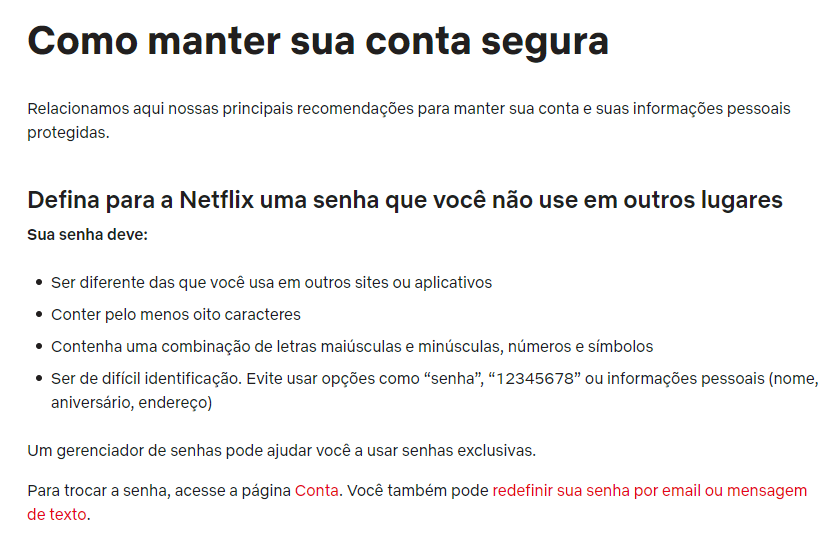 Como manter sua conta segura
Relacionamos aqui nossas principais recomendações para manter sua conta e suas informações pessoais
protegidas.
Defina para a Netflix uma senha que você não use em outros lugares
Sua senha deve:
• Ser diferente das que você usa em outros sites ou aplicativos
• Conter pelo menos oito caracteres
• Contenha uma combinação de letras maiúsculas e minúsculas, números e símbolos
• Ser de difícil identificação. Evite usar opções como “senha”, “12345678” ou informações pessoais (nome,
aniversário, endereço)
Um gerenciador de senhas pode ajudar você a usar senhas exclusivas.
Para trocar a senha, acesse a página Conta. Você também pode redefinir sua senha por email ou mensagem
de texto.